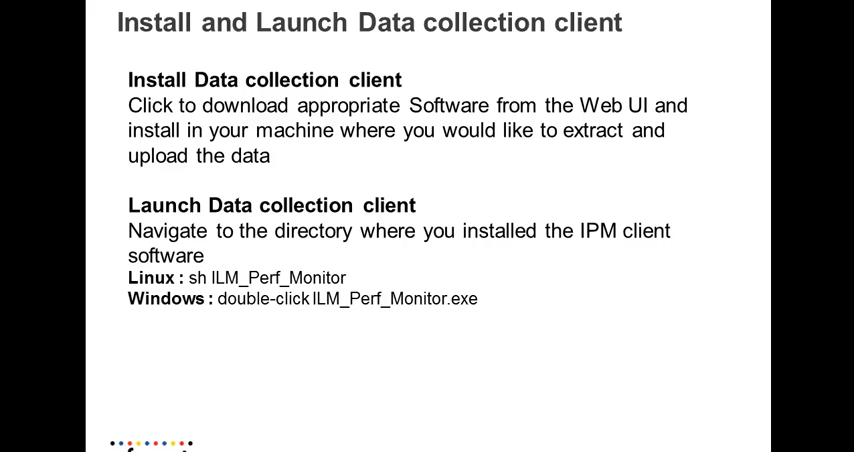 Install and Launch Data collection client
Install Data collection client
Click to download appropriate Software from the Web UI and
install in your machine where you would like to extract and
upload the data
Launch Data collection client
Navigate to the directory where you installed the IPM client
software
Linux : sh ILM_Perf_Monitor
Windows : double-click ILM_Perf_Monitor.exe